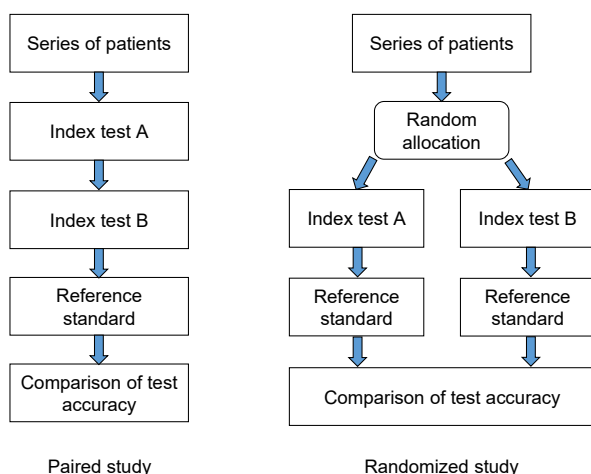 Series of patients
Index test A
Index test B
Reference
standard
Comparison of test
accuracy
Paired study
Series of patients
Random
allocation
Index test A
Index test B
Reference
standard
Reference
standard
Comparison of test accuracy
Randomized study